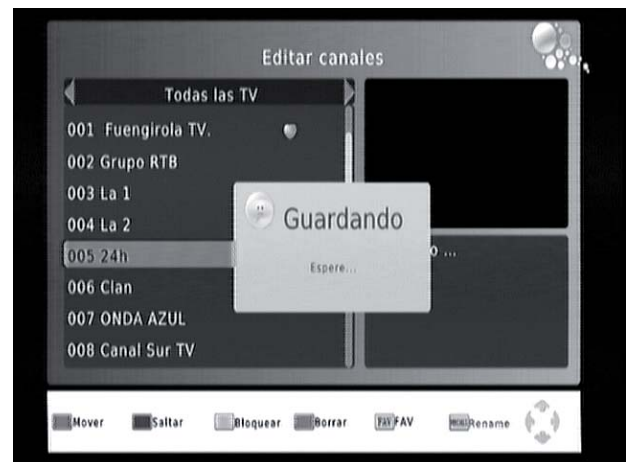 Editar canales
Todas las TV
001 Fuengirola TV.
002 Grupo RTB
003 La 1
004 La 2
005 24h
006 Clan
007 ONDA AZUL
008 Canal Sur TV
Guardando
Espere...
o ...
Mover Saltar Bloquear Borrar FAV FAV Rename